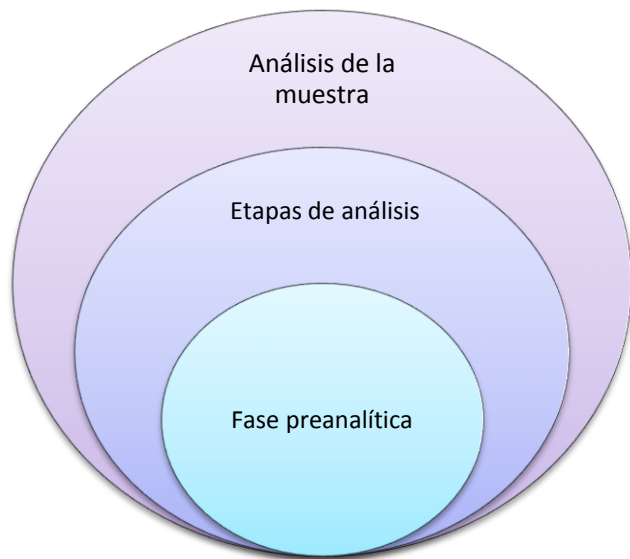 Análisis de la
muestra
Etapas de análisis
Fase preanalítica